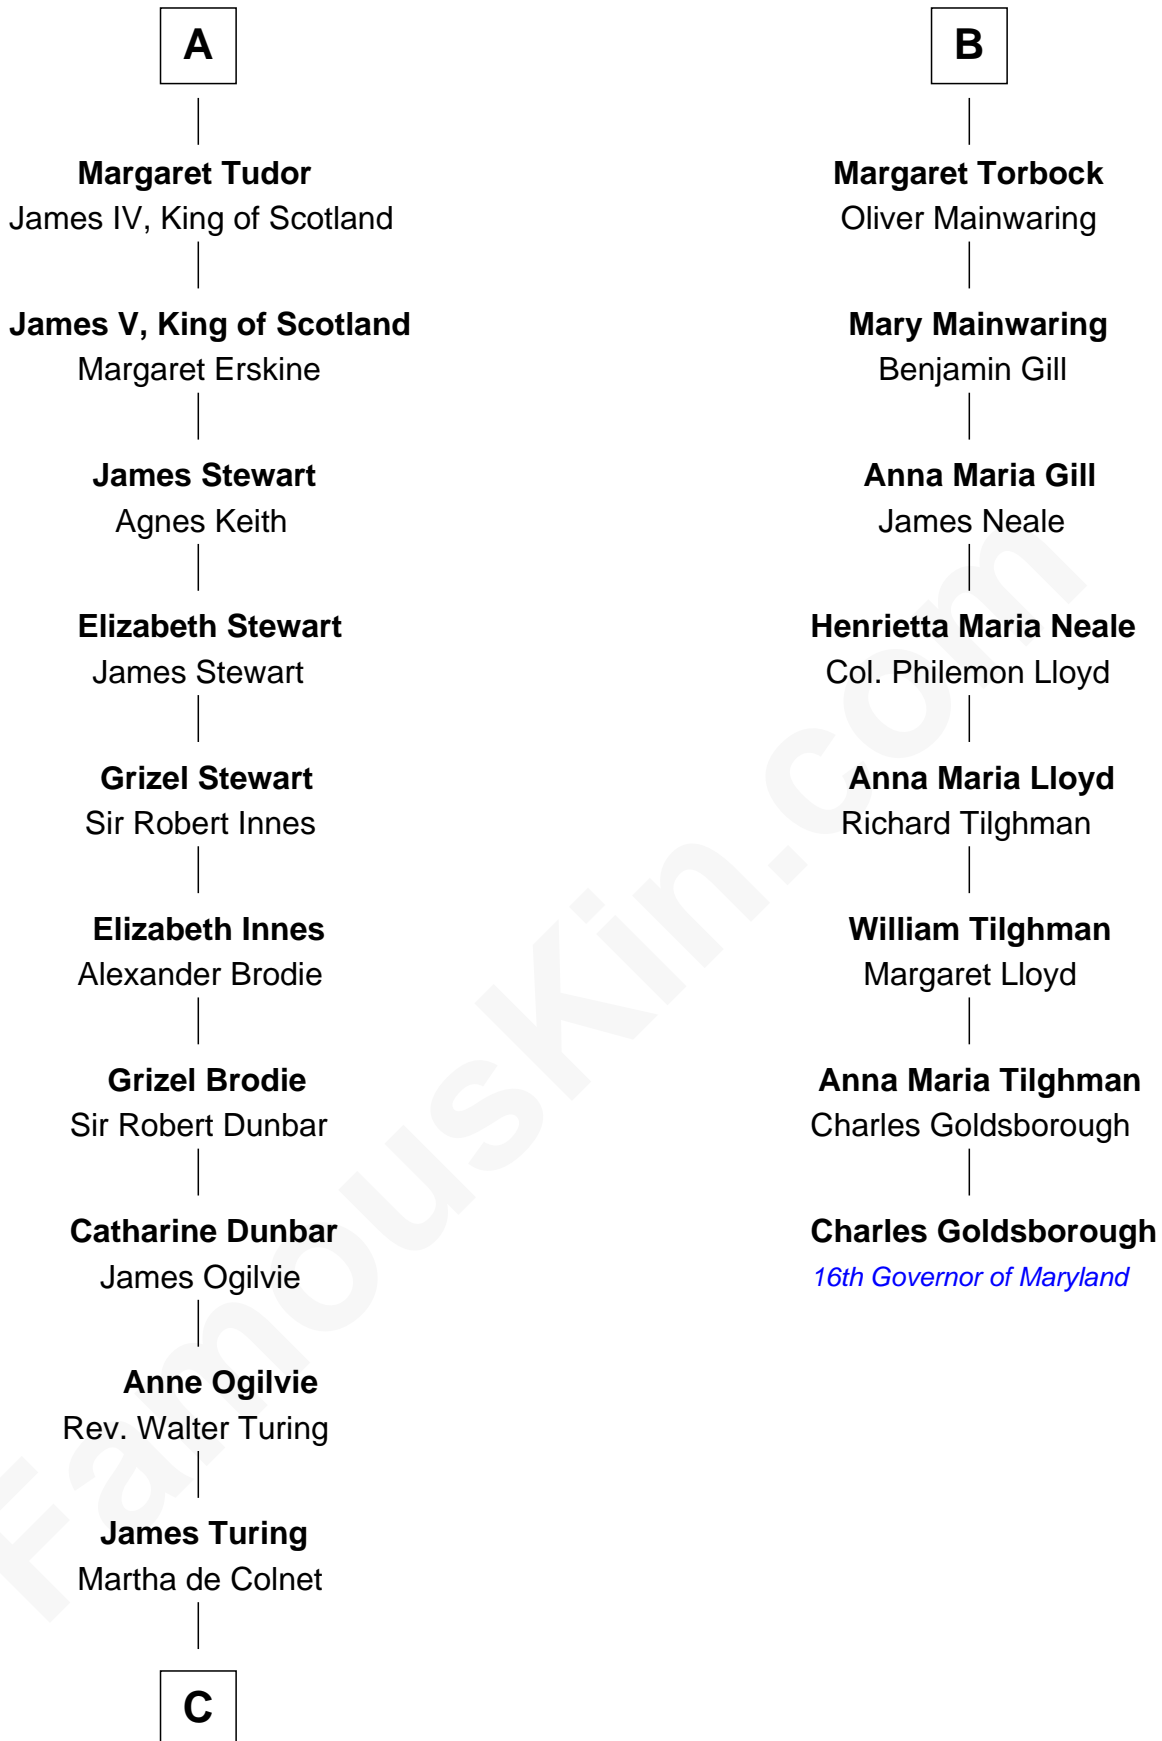 A
Margaret Tudor
James IV, King of Scotland
James V, King of Scotland
Margaret Erskine
James Stewart
Agnes Keith
Elizabeth Stewart
James Stewart
Grizel Stewart
Sir Robert Innes
Elizabeth Innes
Alexander Brodie
Grizel Brodie
Sir Robert Dunbar
Catharine Dunbar
James Ogilvie
Anne Ogilvie
Rev. Walter Turing
James Turing
Martha de Colnet
C
B
Margaret Torbock
Oliver Mainwaring
Mary Mainwaring
Benjamin Gill
Anna Maria Gill
James Neale
Henrietta Maria Neale
Col. Philemon Lloyd
Anna Maria Lloyd
Richard Tilghman
William Tilghman
Margaret Lloyd
Anna Maria Tilghman
Charles Goldsborough
Charles Goldsborough
16th Governor of Maryland
FamousKin.com